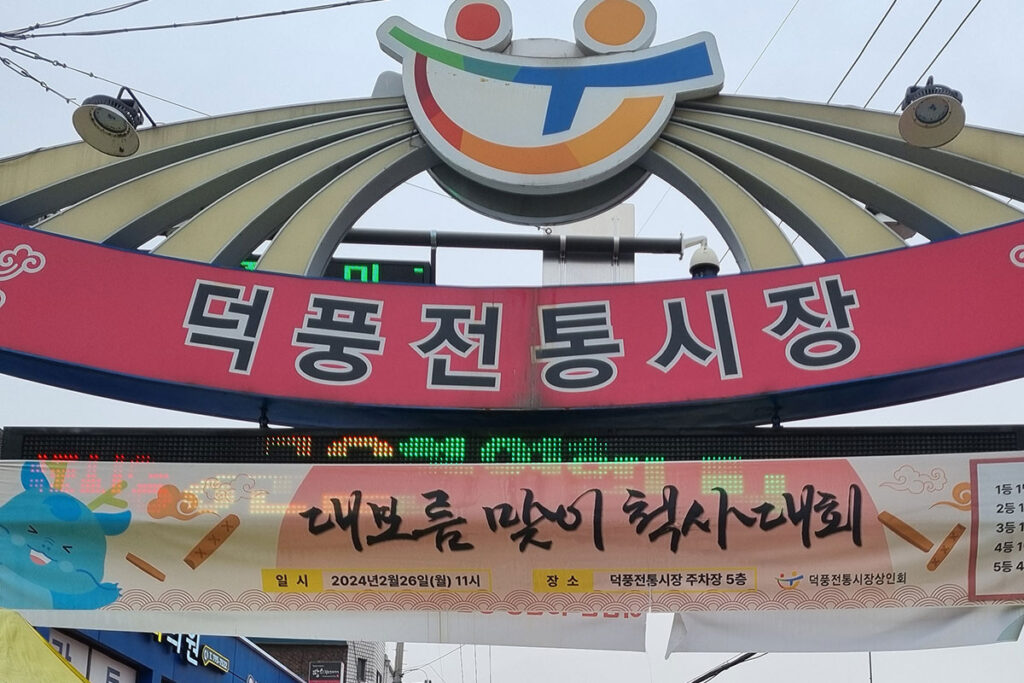 덕풍전통시장
대보름 맞이 척사대회
일 시 2024년2월26일(월) 11시 장 소 덕풍전통시장 주차장 5층 덕풍전통시장상인회
1등
2등
3등
4등
5등